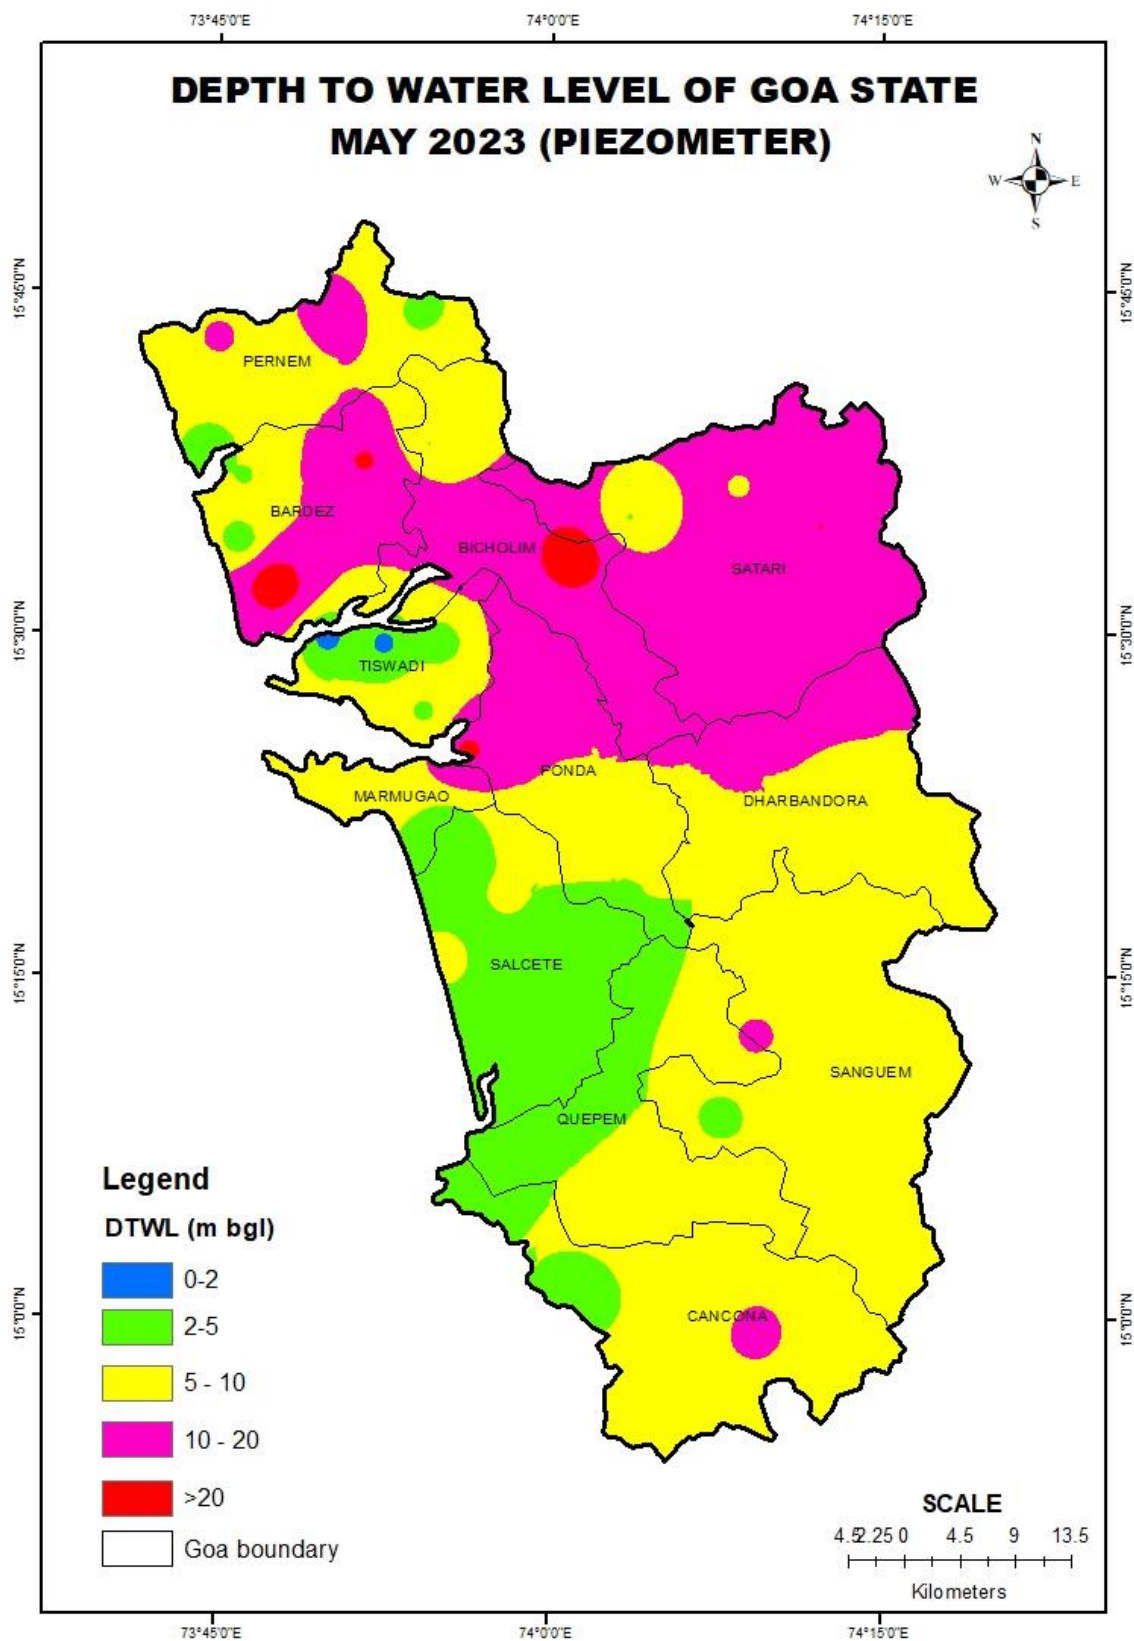 73°45'0"E 74°0'0"E 74°15'0"E
DEPTH TO WATER LEVEL OF GOA STATE
MAY 2023 (PIEZOMETER)
N
W E
S
15°45'0"N 15°45'0"N
PERNEM
BARDEZ
BICHOLIM
SATARI
15°30'0"N 15°30'0"N
TISWADI
PONDA
MARMUGAO
DHARBANDORA
SALCETE
15°15'0"N 15°15'0"N
SANGUEM
QUEPEM
Legend
DTWL (m bgl)
0-2
2-5
15°0'0"N 15°0'0"N
CANCONA
5 - 10
10 - 20
>20
Goa boundary
SCALE
4.5 2.25 0 4.5 9 13.5
Kilometers
73°45'0"E 74°0'0"E 74°15'0"E